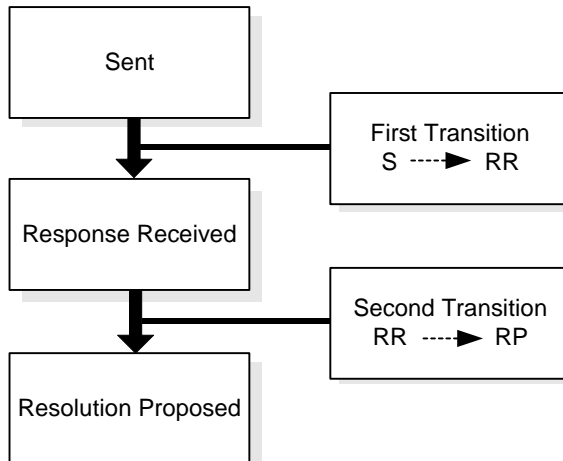 Sent
First Transition
S RR
Response Received
Second Transition
RR RP
Resolution Proposed